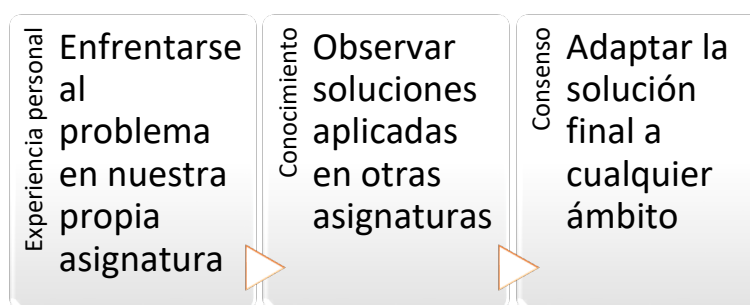 Experiencia personal
Enfrentarse
al
problema
en nuestra
propia
asignatura
Conocimiento
Observar
soluciones
aplicadas
en otras
asignaturas
Consenso
Adaptar la
solución
final a
cualquier
ámbito